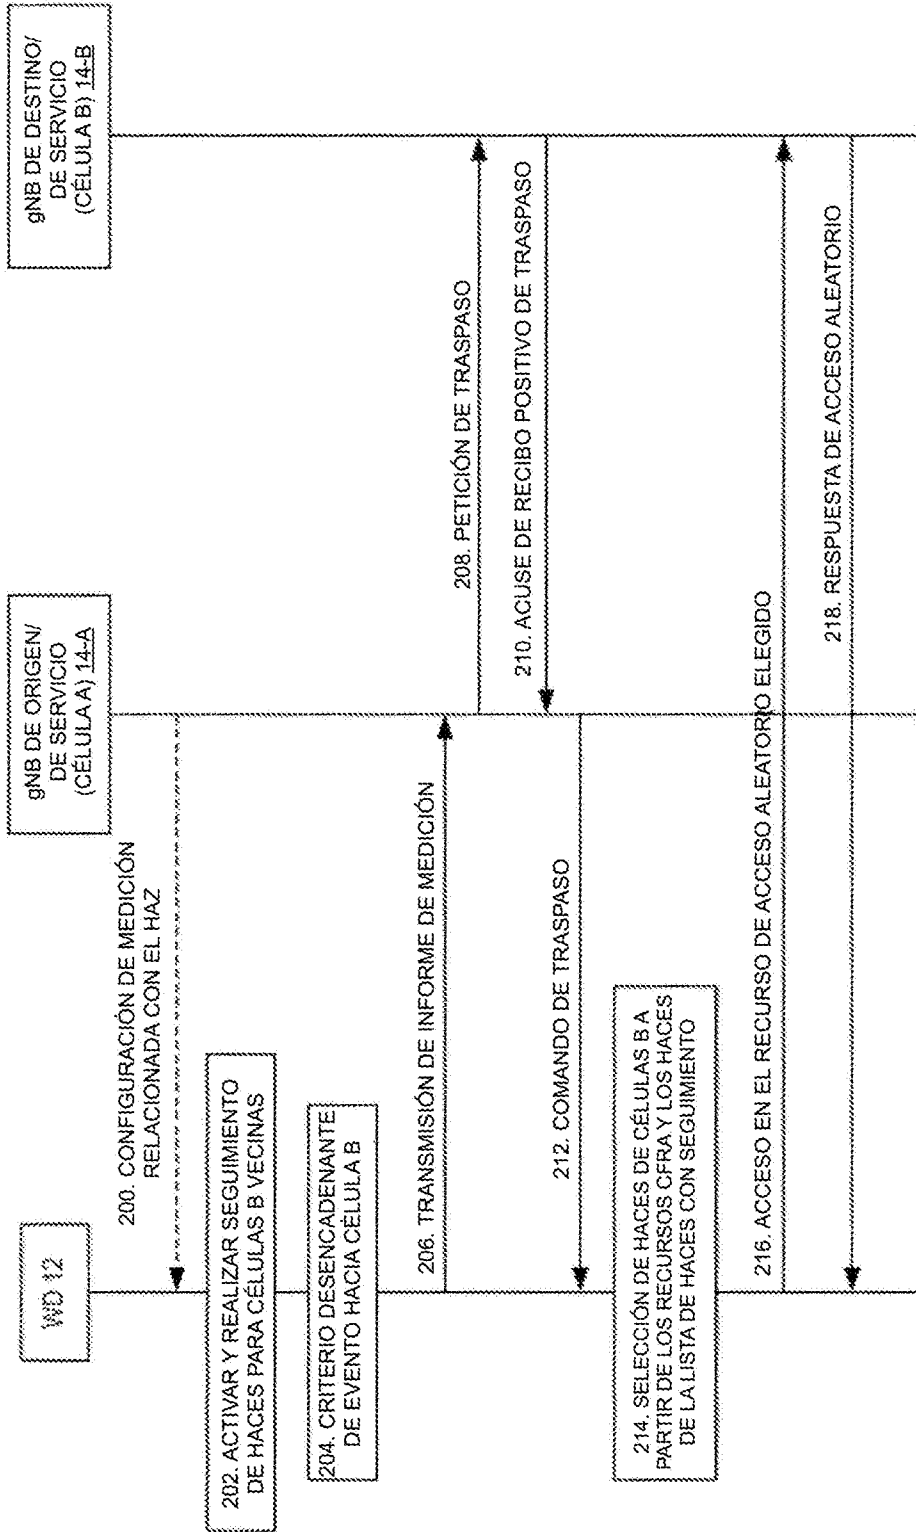 WD 12
gNB DE ORIGEN/
DE SERVICIO
(CÉLULA A) 14-A
gNB DE DESTINO/
DE SERVICIO
(CÉLULA B) 14-B
200. CONFIGURACIÓN DE MEDICIÓN
RELACIONADA CON EL HAZ
202. ACTIVAR Y REALIZAR SEGUIMIENTO
DE HACES PARA CÉLULAS B VECINAS
204. CRITERIO DESENCADENANTE
DE EVENTO HACIA CÉLULA B
206. TRANSMISIÓN DE INFORME DE MEDICIÓN
208. PETICIÓN DE TRASPASO
210. ACUSE DE RECIBO POSITIVO DE TRASPASO
212. COMANDO DE TRASPASO
214. SELECCIÓN DE HACES DE CÉLULAS B A
PARTIR DE LOS RECURSOS CFRA Y LOS HACES
DE LA LISTA DE HACES CON SEGUIMIENTO
216. ACCESO EN EL RECURSO DE ACCESO ALEATORIO ELEGIDO
218. RESPUESTA DE ACCESO ALEATORIO